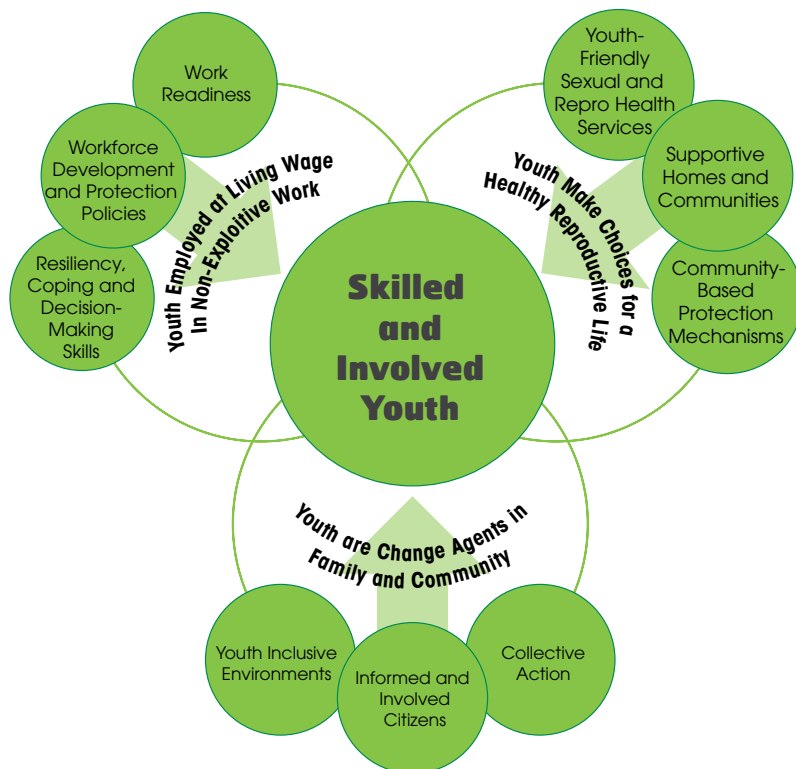 Work
Readiness
Workforce
Development
and Protection
Policies
Resiliency,
Coping and
Decision-
Making
Skills
Youth Employed at Living Wage
In Non-Exploitive Work
Youth-
Friendly
Sexual and
Repro Health
Services
Supportive
Homes and
Communities
Community-
Based
Protection
Mechanisms
Youth Make Choices for a
Healthy Reproductive Life
Skilled
and
Involved
Youth
Youth are Change Agents in
Family and Community
Youth Inclusive
Environments
Informed and
Involved
Citizens
Collective
Action